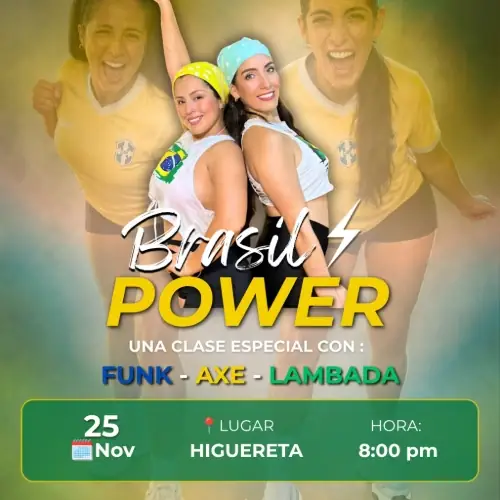 Brasil
POWER
UNA CLASE ESPECIAL CON :
FUNK - AXE - LAMBADA
25
Nov
LUGAR
HIGUERETA
HORA:
8:00 pm